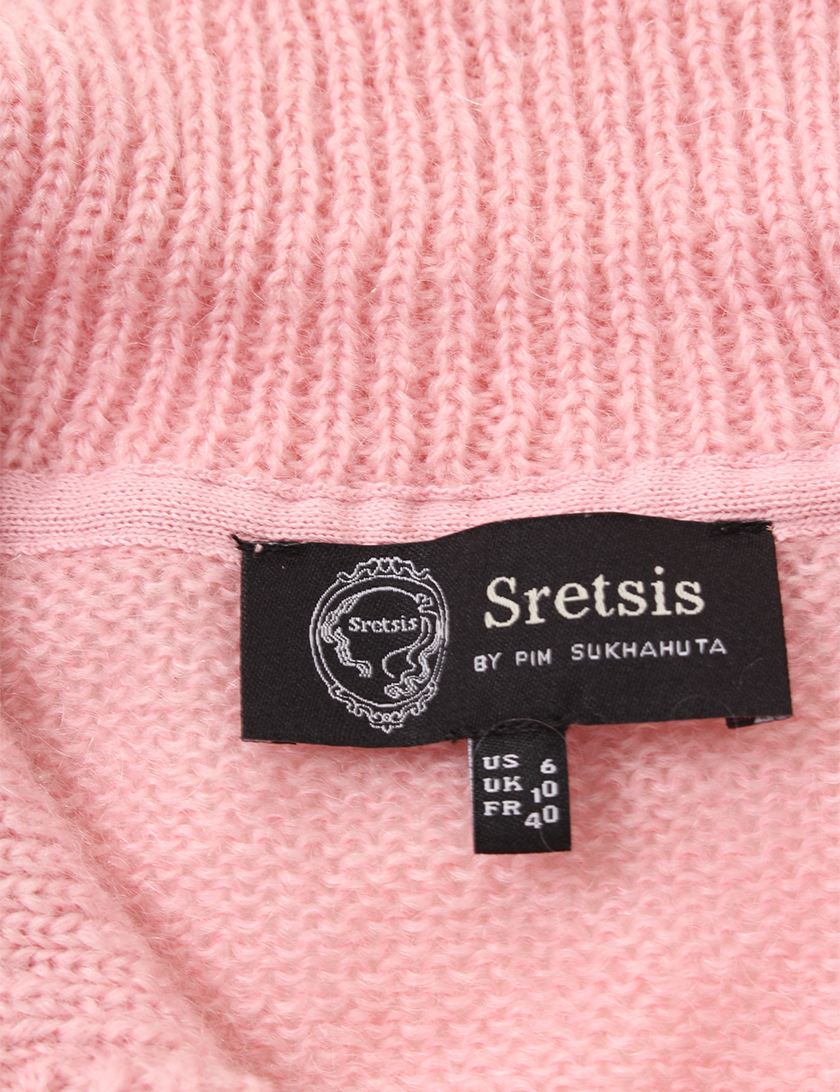 Sretsis
Sretsis
BY PIM SUKHAHUTA
US 6
UK 10
FR 40